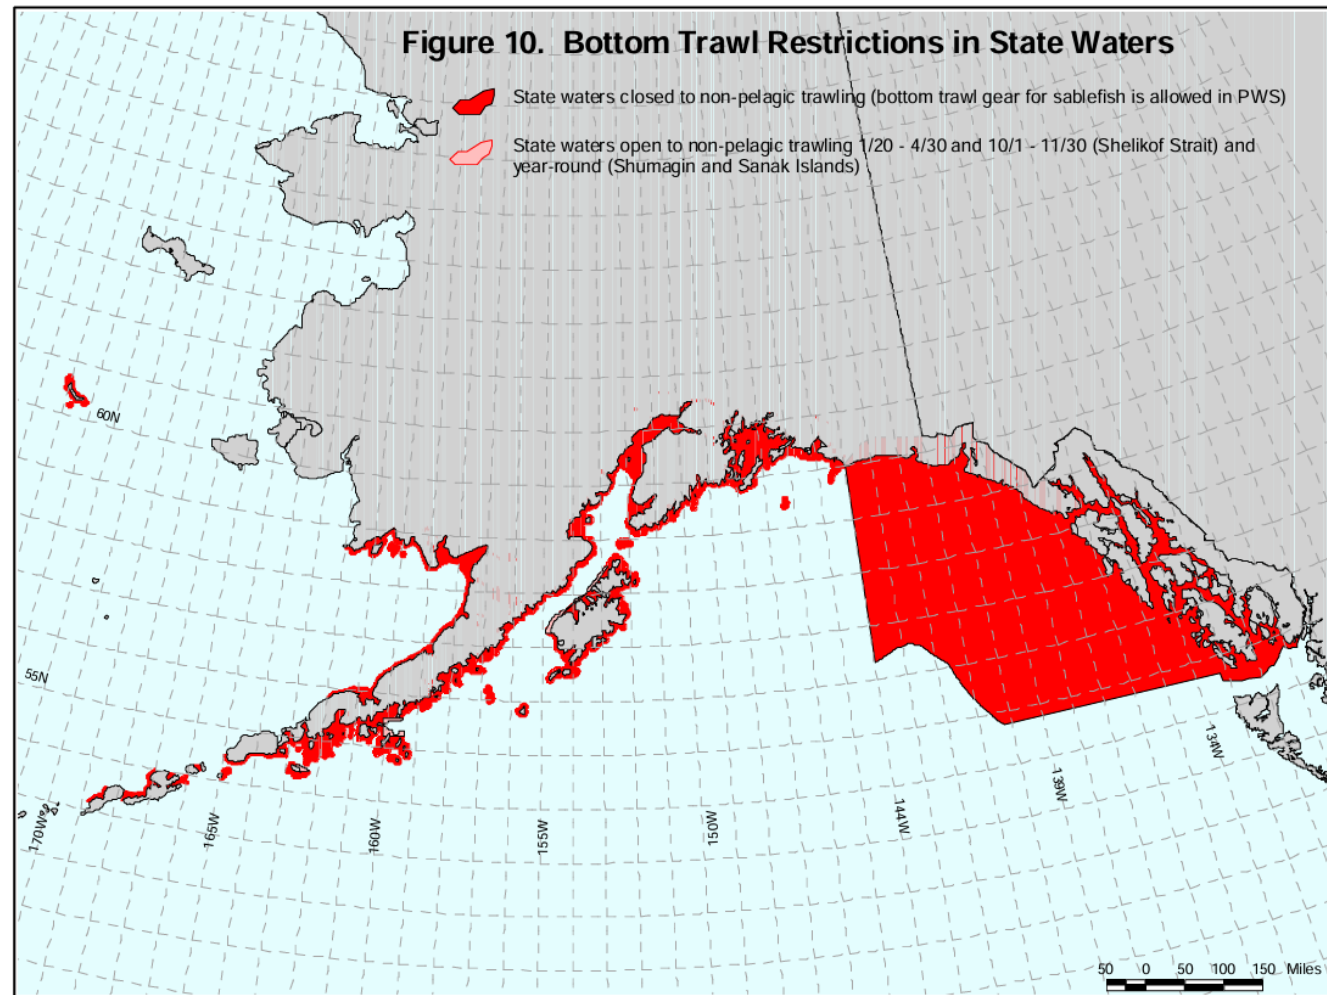 Figure 10. Bottom Trawl Restrictions in State Waters
State waters closed to non-pelagic trawling (bottom trawl gear for sablefish is allowed in PWS)
State waters open to non-pelagic trawling 1/20 - 4/30 and 10/1 - 11/30 (Shelikof Strait) and
year-round (Shumagin and Sanak Islands)
60N
55N
170W
165W
160W
155W
150W
144W
139W
134W
50 0 50 100 150 Miles